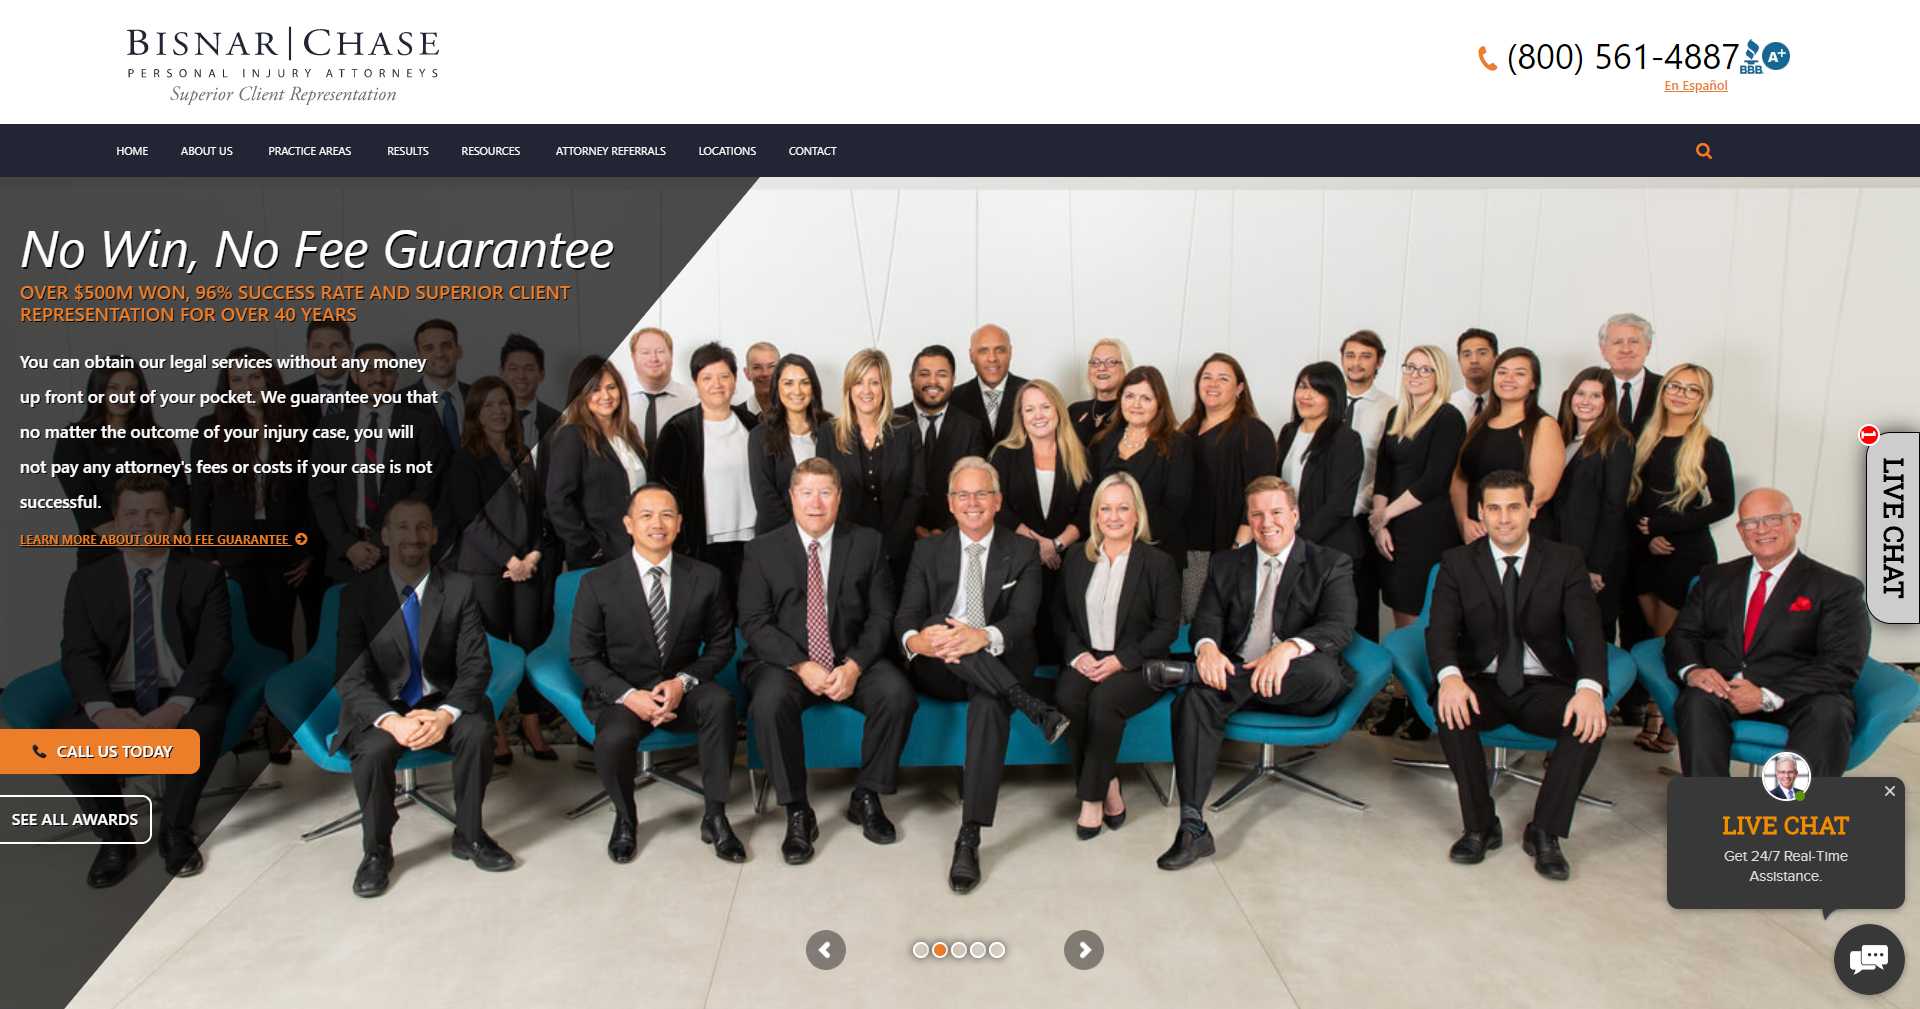 BISNAR | CHASE
PERSONAL INJURY ATTORNEYS
Superior Client Representation
(800) 561-4887
BBB
A+
En Español
HOME
ABOUT US
PRACTICE AREAS
RESULTS
RESOURCES
ATTORNEY REFERRALS
LOCATIONS
CONTACT
No Win, No Fee Guarantee
OVER $500M WON, 96% SUCCESS RATE AND SUPERIOR CLIENT
REPRESENTATION FOR OVER 40 YEARS
You can obtain our legal services without any money
up front or out of your pocket. We guarantee you that
no matter the outcome of your injury case, you will
not pay any attorney's fees or costs if your case is not
successful.
LEARN MORE ABOUT OUR NO FEE GUARANTEE
CALL US TODAY
SEE ALL AWARDS
1
LIVE CHAT
LIVE CHAT
Get 24/7 Real-Time
Assistance.